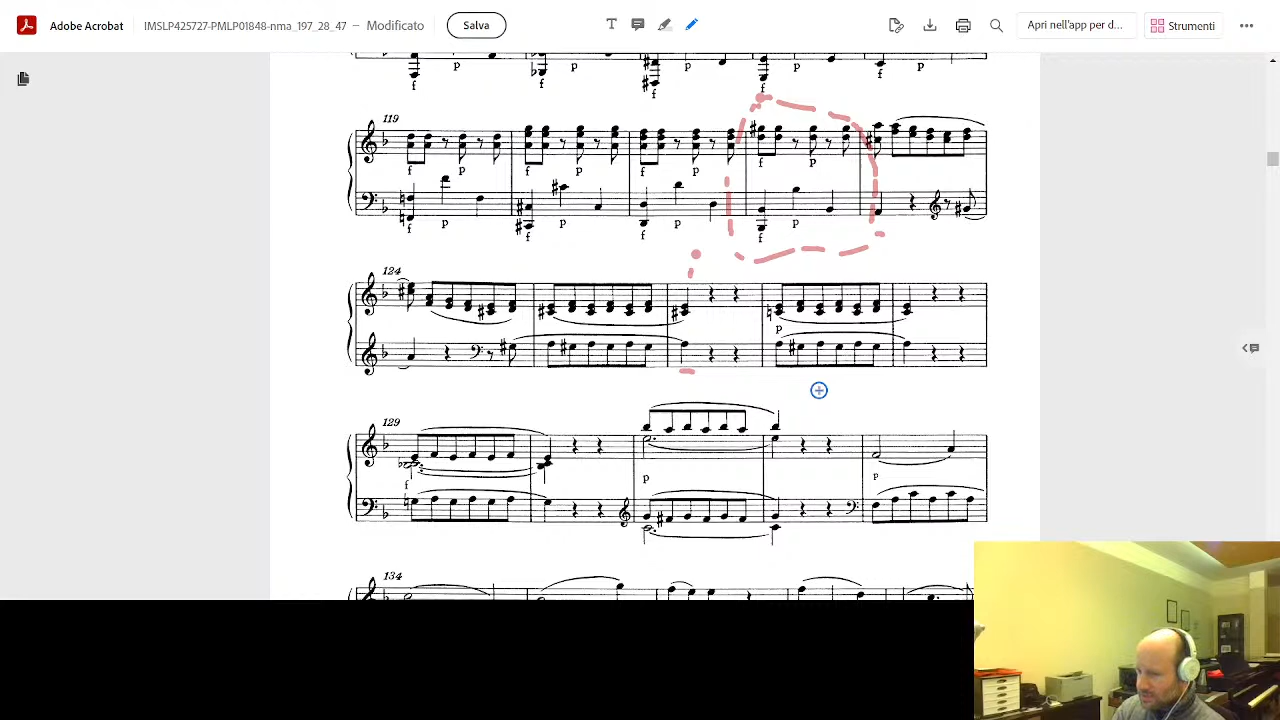 Adobe Acrobat IMSLP425727-PMLP01848-nma_197_28_47 – Modificato Salva Apri nell'app per d... Strumenti
p p p p
f f f f f
119
f p f p f p f p
f p f p f p f
124
p
129
f p p
134